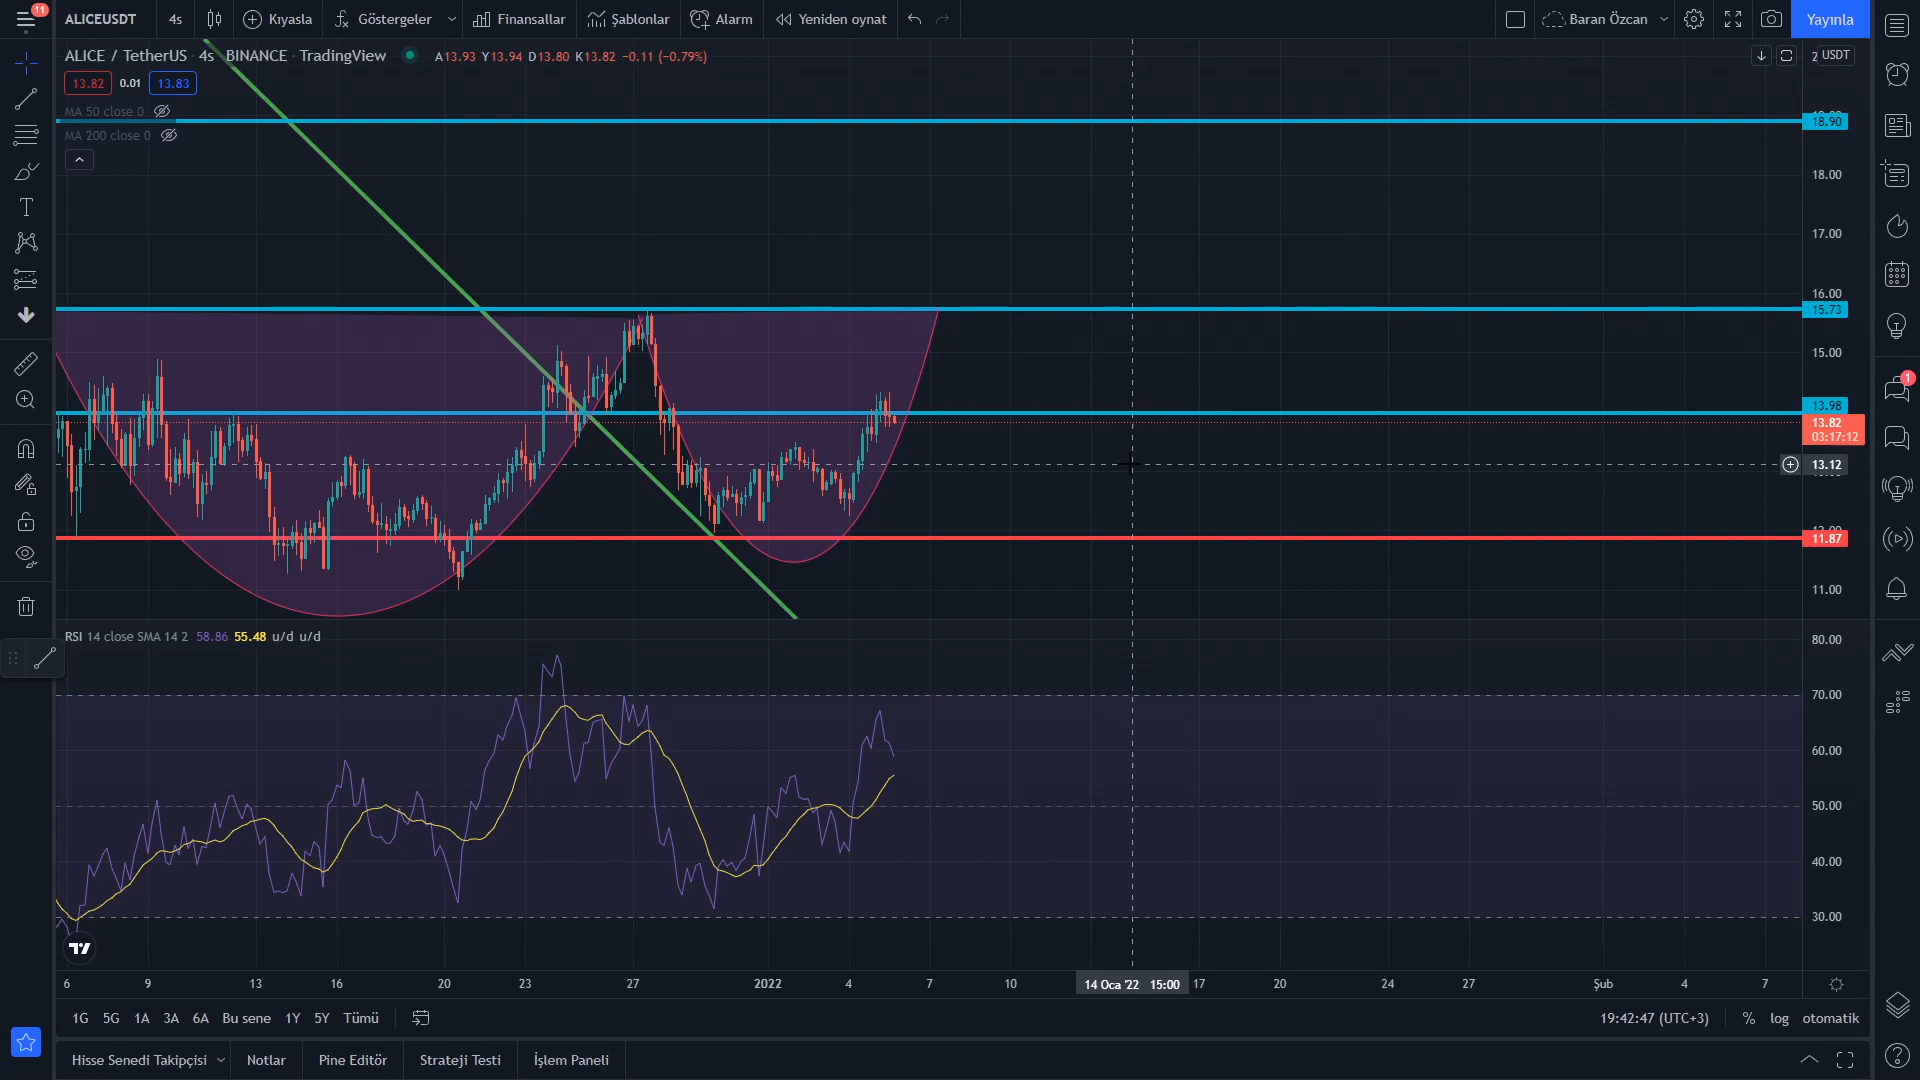 11
ALICEUSDT 4s Kıyasla Göstergeler Finansallar Şablonlar Alarm Yeniden oynat Baran Özcan Yayınla
ALICE / TetherUS · 4s · BINANCE · TradingView A13.93 Y13.94 D13.80 K13.82 −0.11 (−0.79%)
USDT
13.82 0.01 13.83
MA 50 close 0
MA 200 close 0
18.90
18.00
17.00
16.00
15.73
15.00
13.98
13.82
03:17:12
13.12
12.00
11.87
11.00
1
RSI 14 close SMA 14 2 58.86 55.48 u/d u/d
80.00
70.00
60.00
50.00
40.00
30.00
6 9 13 16 20 23 27 2022 4 7 10 14 Oca '22 15:00 17 20 24 27 Şub 4 7
1G 5G 1A 3A 6A Bu sene 1Y 5Y Tümü 19:42:47 (UTC+3) % log otomatik
Hisse Senedi Takipçisi Notlar Pine Editör Strateji Testi İşlem Paneli